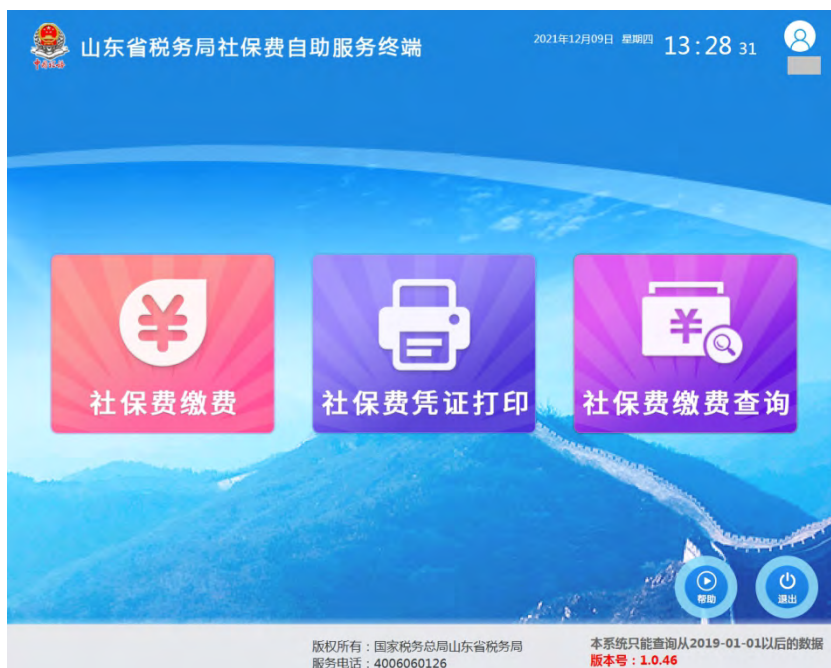 中国税务
山东省税务局社保费自助服务终端
2021年12月09日 星期四 13:28 31
社保费缴费
社保费凭证打印
社保费缴费查询
帮助
退出
版权所有：国家税务总局山东省税务局
服务电话：4006060126
本系统只能查询从2019-01-01以后的数据
版本号：1.0.46